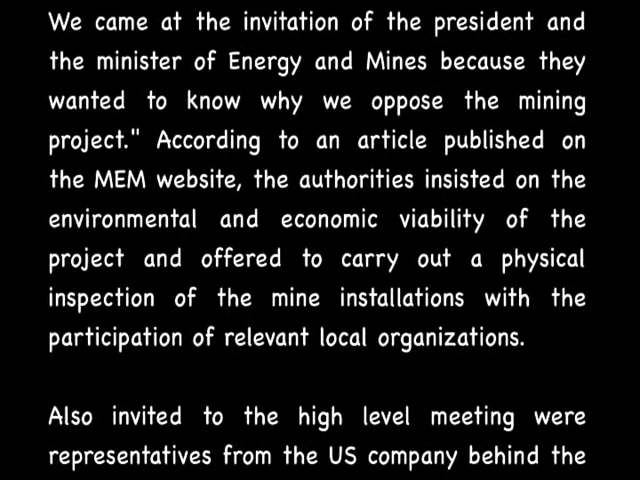 We came at the invitation of the president and
the minister of Energy and Mines because they
wanted to know why we oppose the mining
project." According to an article published on
the MEM website, the authorities insisted on the
environmental and economic viability of the
project and offered to carry out a physical
inspection of the mine installations with the
participation of relevant local organizations.
Also invited to the high level meeting were
representatives from the US company behind the